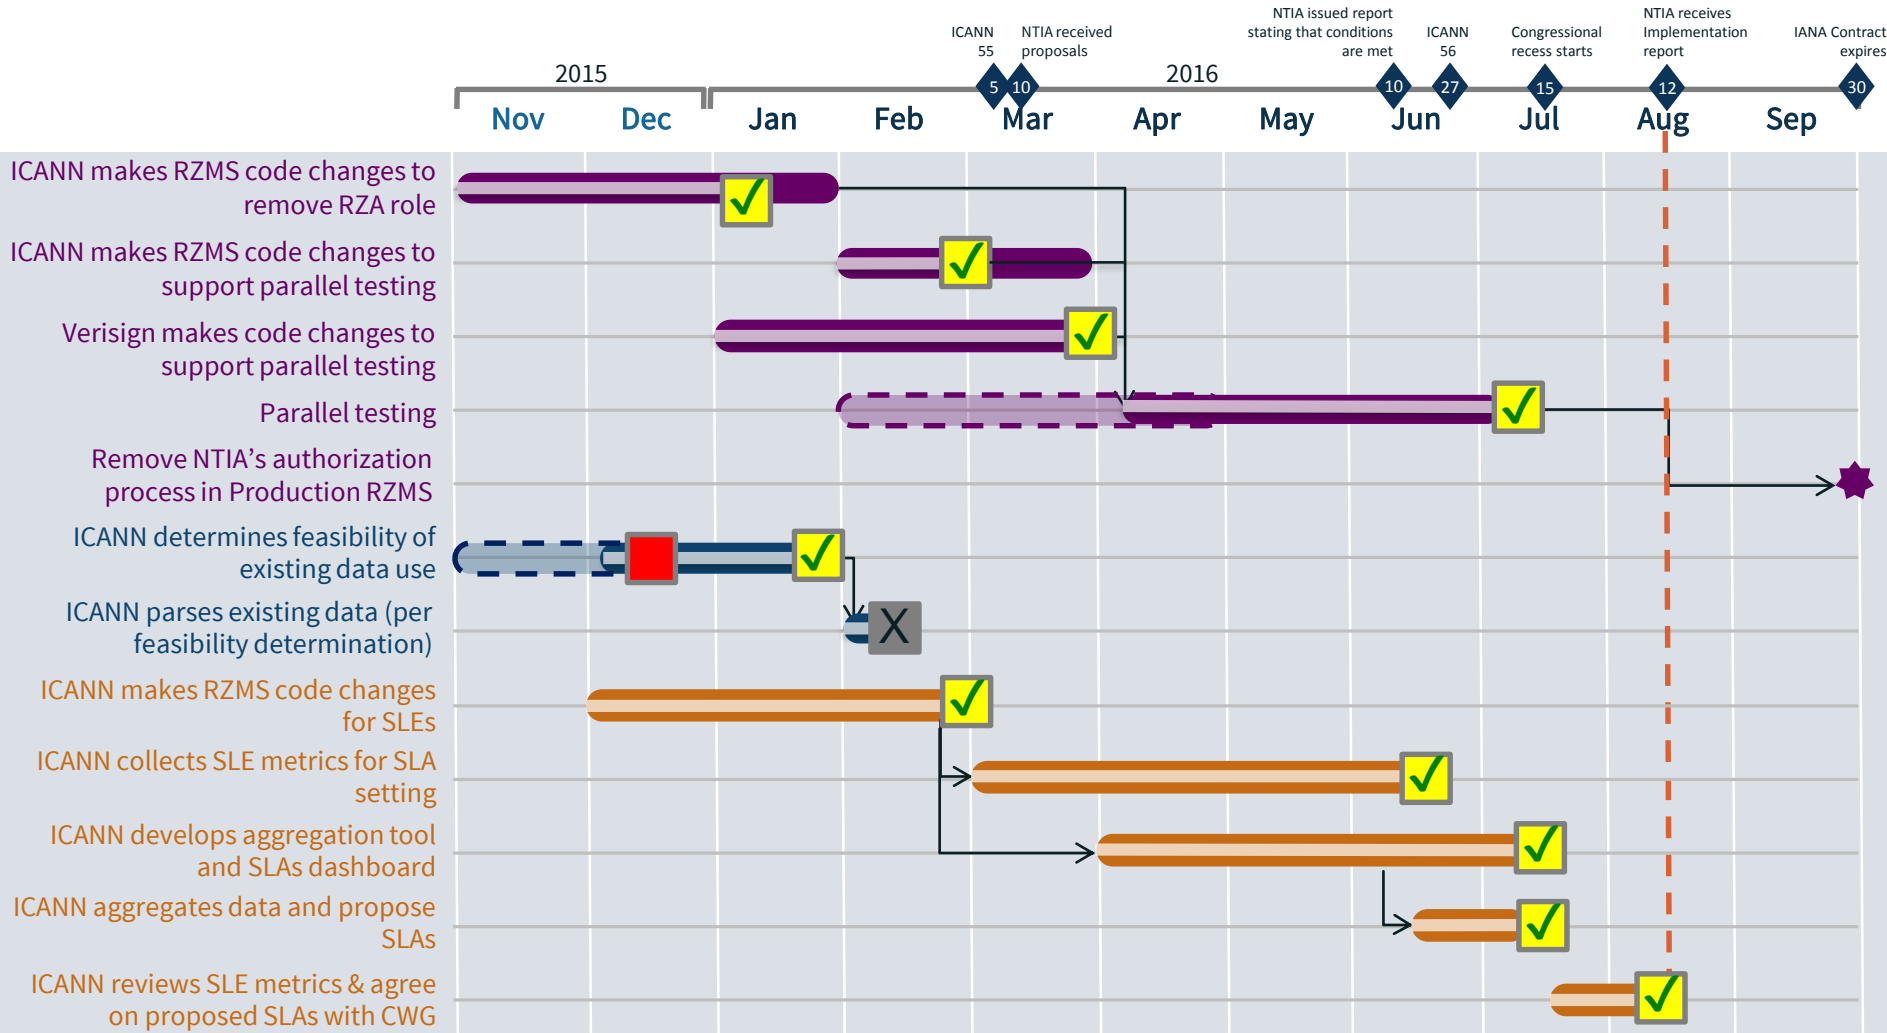 NTIA issued report
stating that conditions
are met
NTIA receives
Implementation
report
ICANN
55
NTIA received
proposals
ICANN
56
Congressional
recess starts
IANA Contract
expires
2015
2016
5
10
10
27
15
12
30
Nov
Dec
Jan
Feb
Mar
Apr
May
Jun
Jul
Aug
Sep
ICANN makes RZMS code changes to
remove RZA role
ICANN makes RZMS code changes to
support parallel testing
Verisign makes code changes to
support parallel testing
Parallel testing
Remove NTIA’s authorization
process in Production RZMS
ICANN determines feasibility of
existing data use
ICANN parses existing data (per
feasibility determination)
X
ICANN makes RZMS code changes
for SLEs
ICANN collects SLE metrics for SLA
setting
ICANN develops aggregation tool
and SLAs dashboard
ICANN aggregates data and propose
SLAs
ICANN reviews SLE metrics & agree
on proposed SLAs with CWG